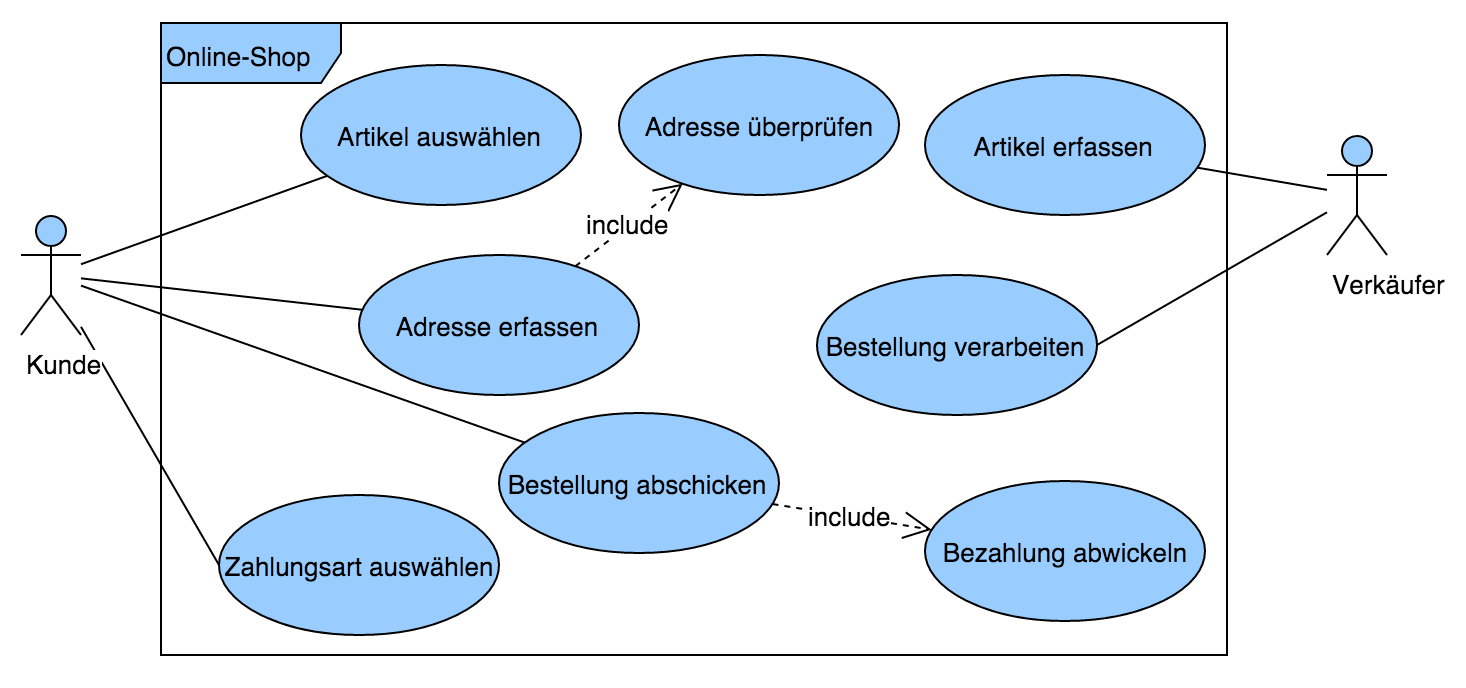 Online-Shop
Artikel auswählen
Adresse überprüfen
Artikel erfassen
include
Verkäufer
Adresse erfassen
Bestellung verarbeiten
Kunde
Bestellung abschicken
include
Bezahlung abwickeln
Zahlungsart auswählen